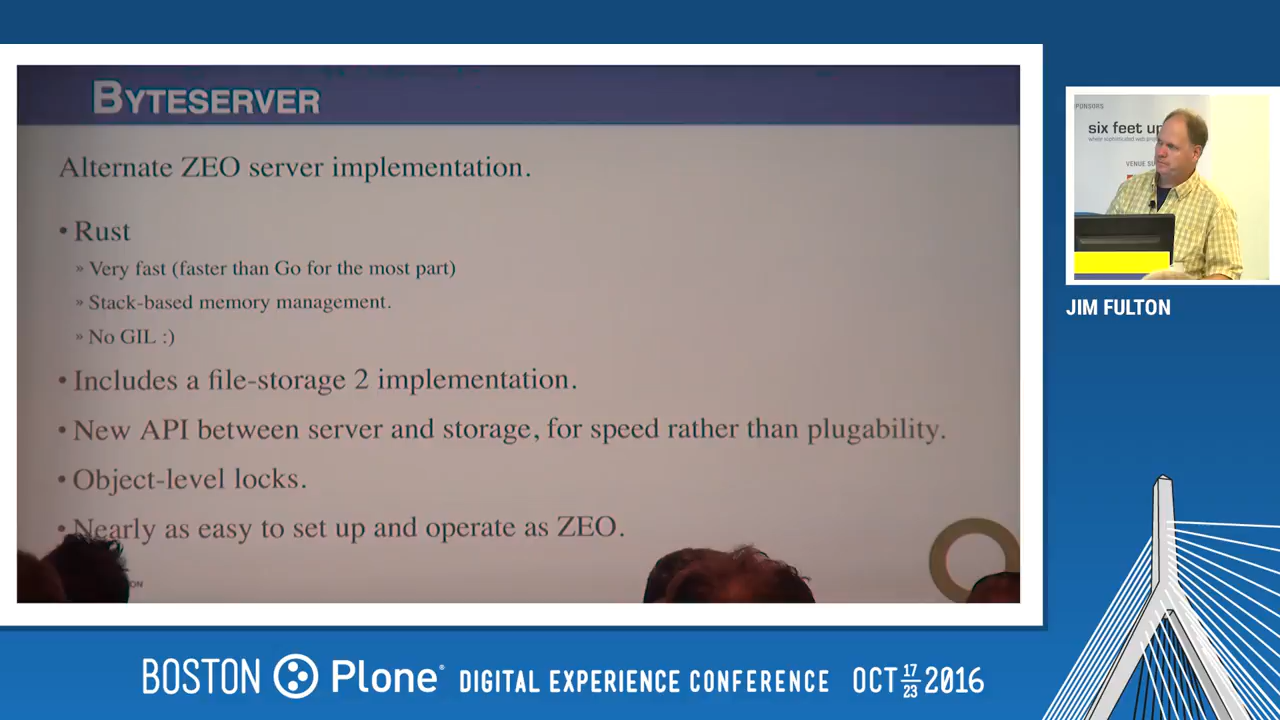 BYTESERVER
Alternate ZEO server implementation.
• Rust
» Very fast (faster than Go for the most part)
» Stack-based memory management.
» No GIL :)
• Includes a file-storage 2 implementation.
• New API between server and storage, for speed rather than plugability.
• Object-level locks.
• Nearly as easy to set up and operate as ZEO.
ON
PONSORS
six feet up
VENUE S
JIM FULTON
BOSTON Plone® DIGITAL EXPERIENCE CONFERENCE OCT 17 23 2016